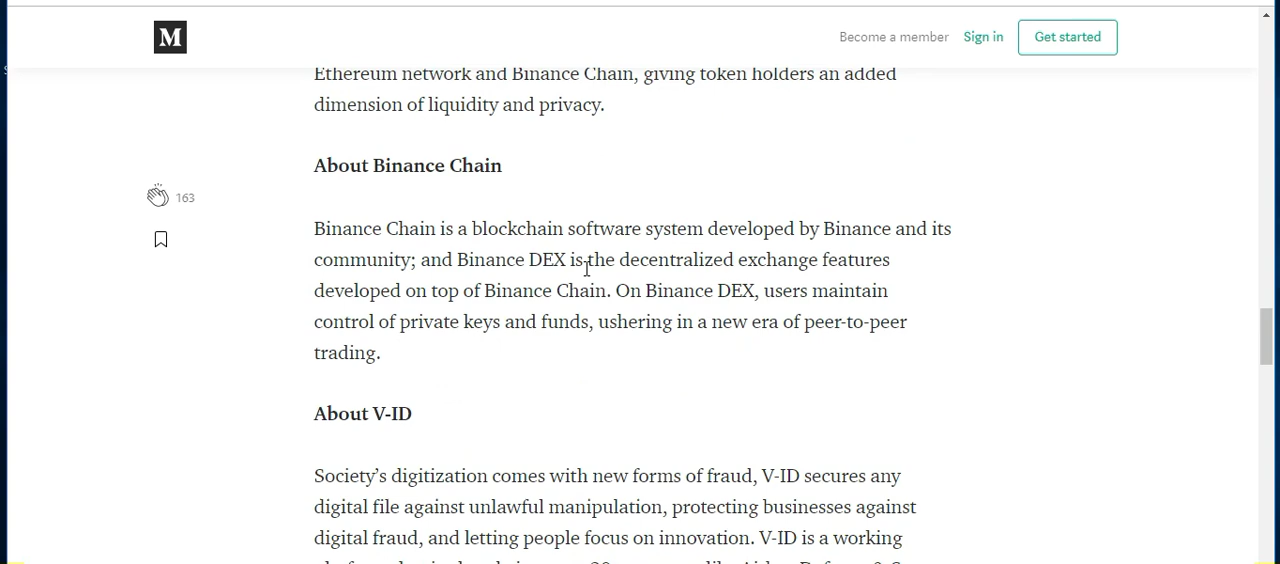 M
Become a member Sign in Get started
Ethereum network and Binance Chain, giving token holders an added
dimension of liquidity and privacy.
About Binance Chain
163
Binance Chain is a blockchain software system developed by Binance and its
community; and Binance DEX is the decentralized exchange features
developed on top of Binance Chain. On Binance DEX, users maintain
control of private keys and funds, ushering in a new era of peer-to-peer
trading.
About V-ID
Society’s digitization comes with new forms of fraud, V-ID secures any
digital file against unlawful manipulation, protecting businesses against
digital fraud, and letting people focus on innovation. V-ID is a working